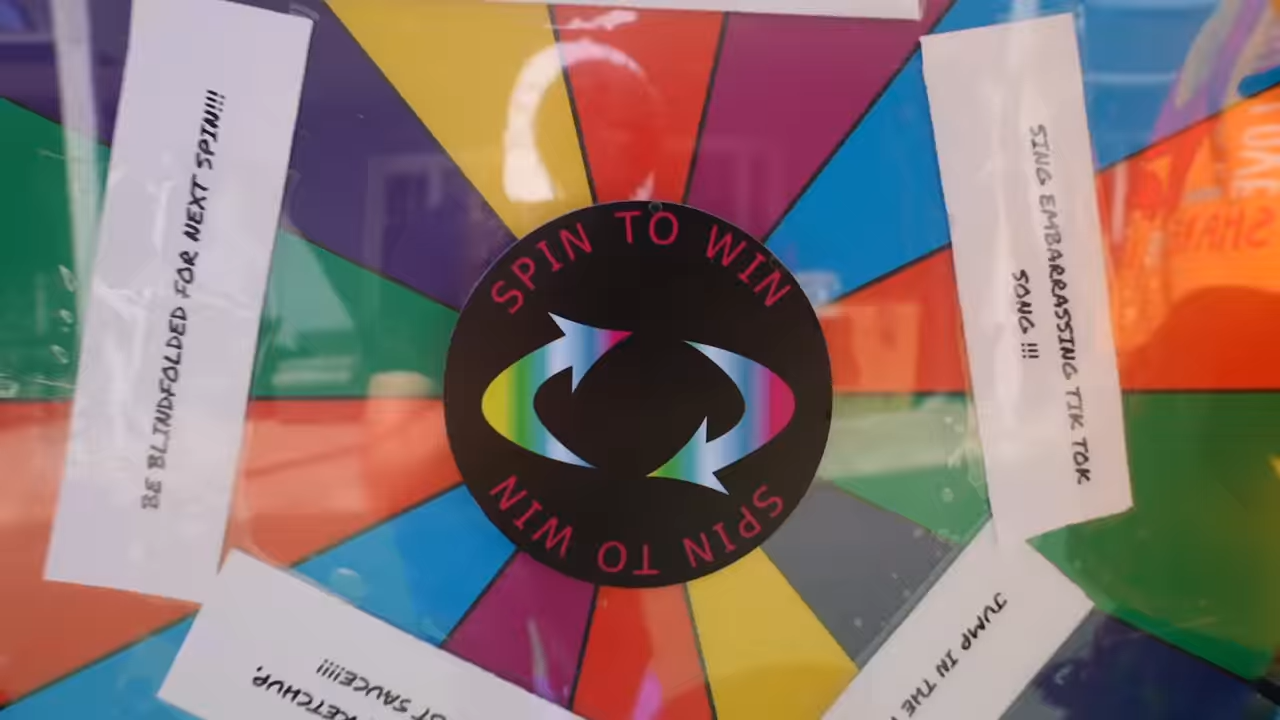 SPIN TO WIN
SPIN TO WIN
BE BLINDFOLDED FOR NEXT SPIN!!!
SING EMBARRASSING TIK TOK
SONG !!!
JUMP IN THE
KETCHUP,
SAUCE!!!!